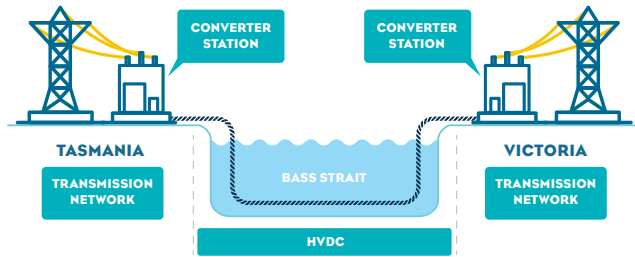 CONVERTER
STATION
CONVERTER
STATION
TASMANIA
VICTORIA
TRANSMISSION
NETWORK
BASS STRAIT
TRANSMISSION
NETWORK
HVDC